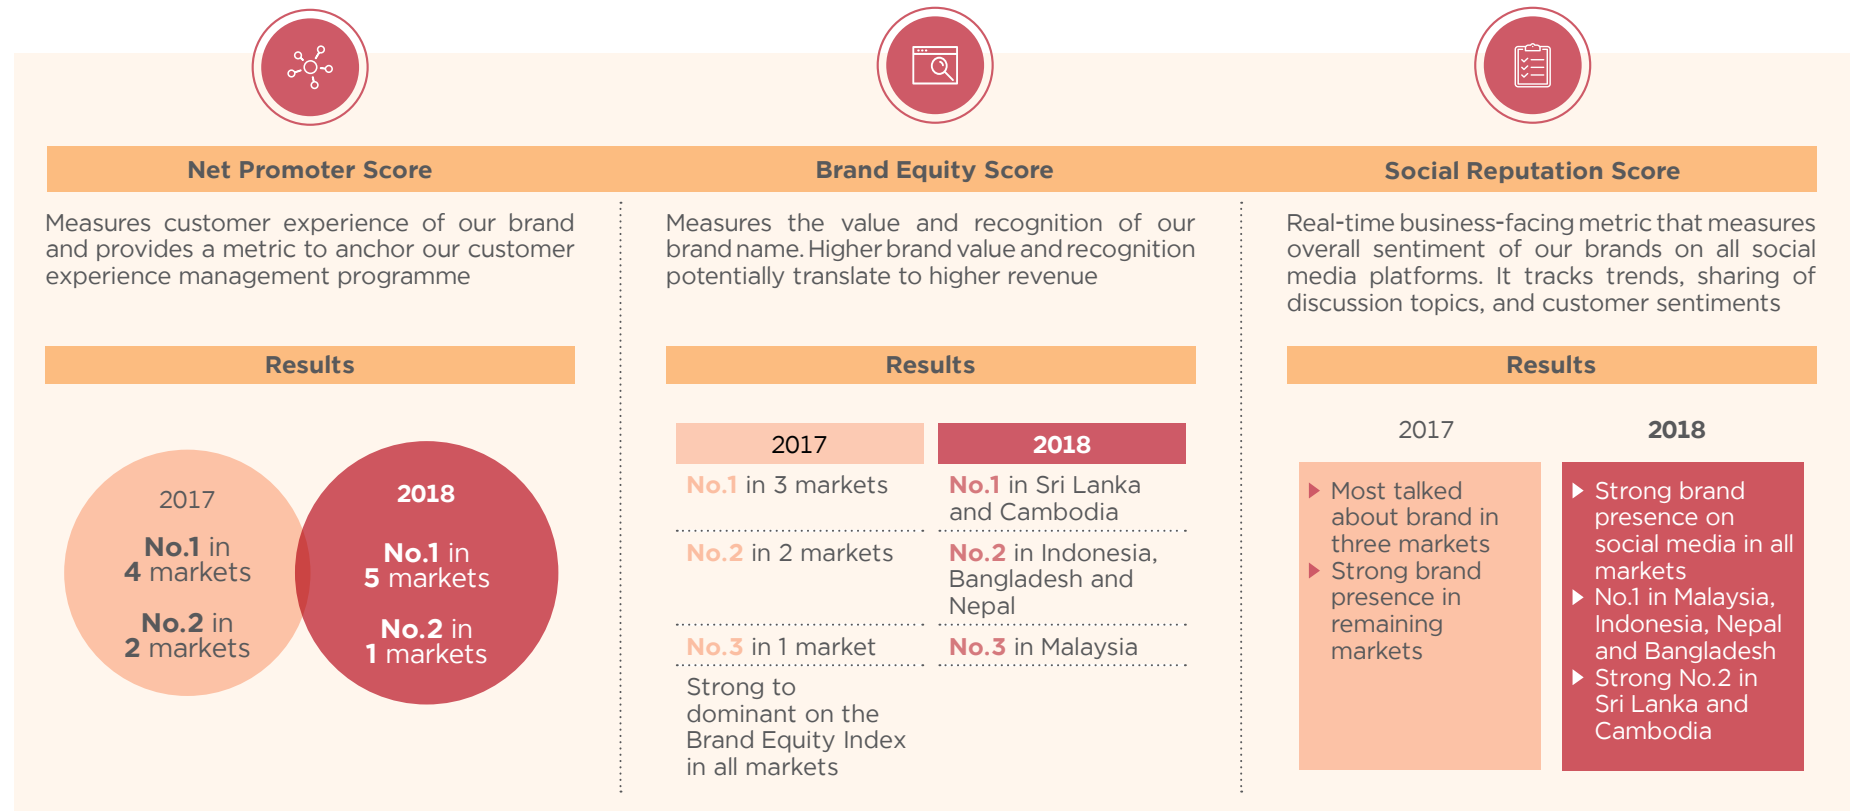 Net Promoter Score
Measures customer experience of our brand
and provides a metric to anchor our customer
experience management programme
Results
2017
No.1 in
4 markets
No.2 in
2 markets
2018
No.1 in
5 markets
No.2 in
1 markets
Brand Equity Score
Measures the value and recognition of our
brand name. Higher brand value and recognition
potentially translate to higher revenue
Results
2017
No.1 in 3 markets
No.2 in 2 markets
No.3 in 1 market
Strong to
dominant on the
Brand Equity Index
in all markets
2018
No.1 in Sri Lanka
and Cambodia
No.2 in Indonesia,
Bangladesh and
Nepal
No.3 in Malaysia
Social Reputation Score
Real-time business-facing metric that measures
overall sentiment of our brands on all social
media platforms. It tracks trends, sharing of
discussion topics, and customer sentiments
Results
2017
Most talked
about brand in
three markets
Strong brand
presence in
remaining
markets
2018
Strong brand
presence on
social media in all
markets
No.1 in Malaysia,
Indonesia, Nepal
and Bangladesh
Strong No.2 in
Sri Lanka and
Cambodia